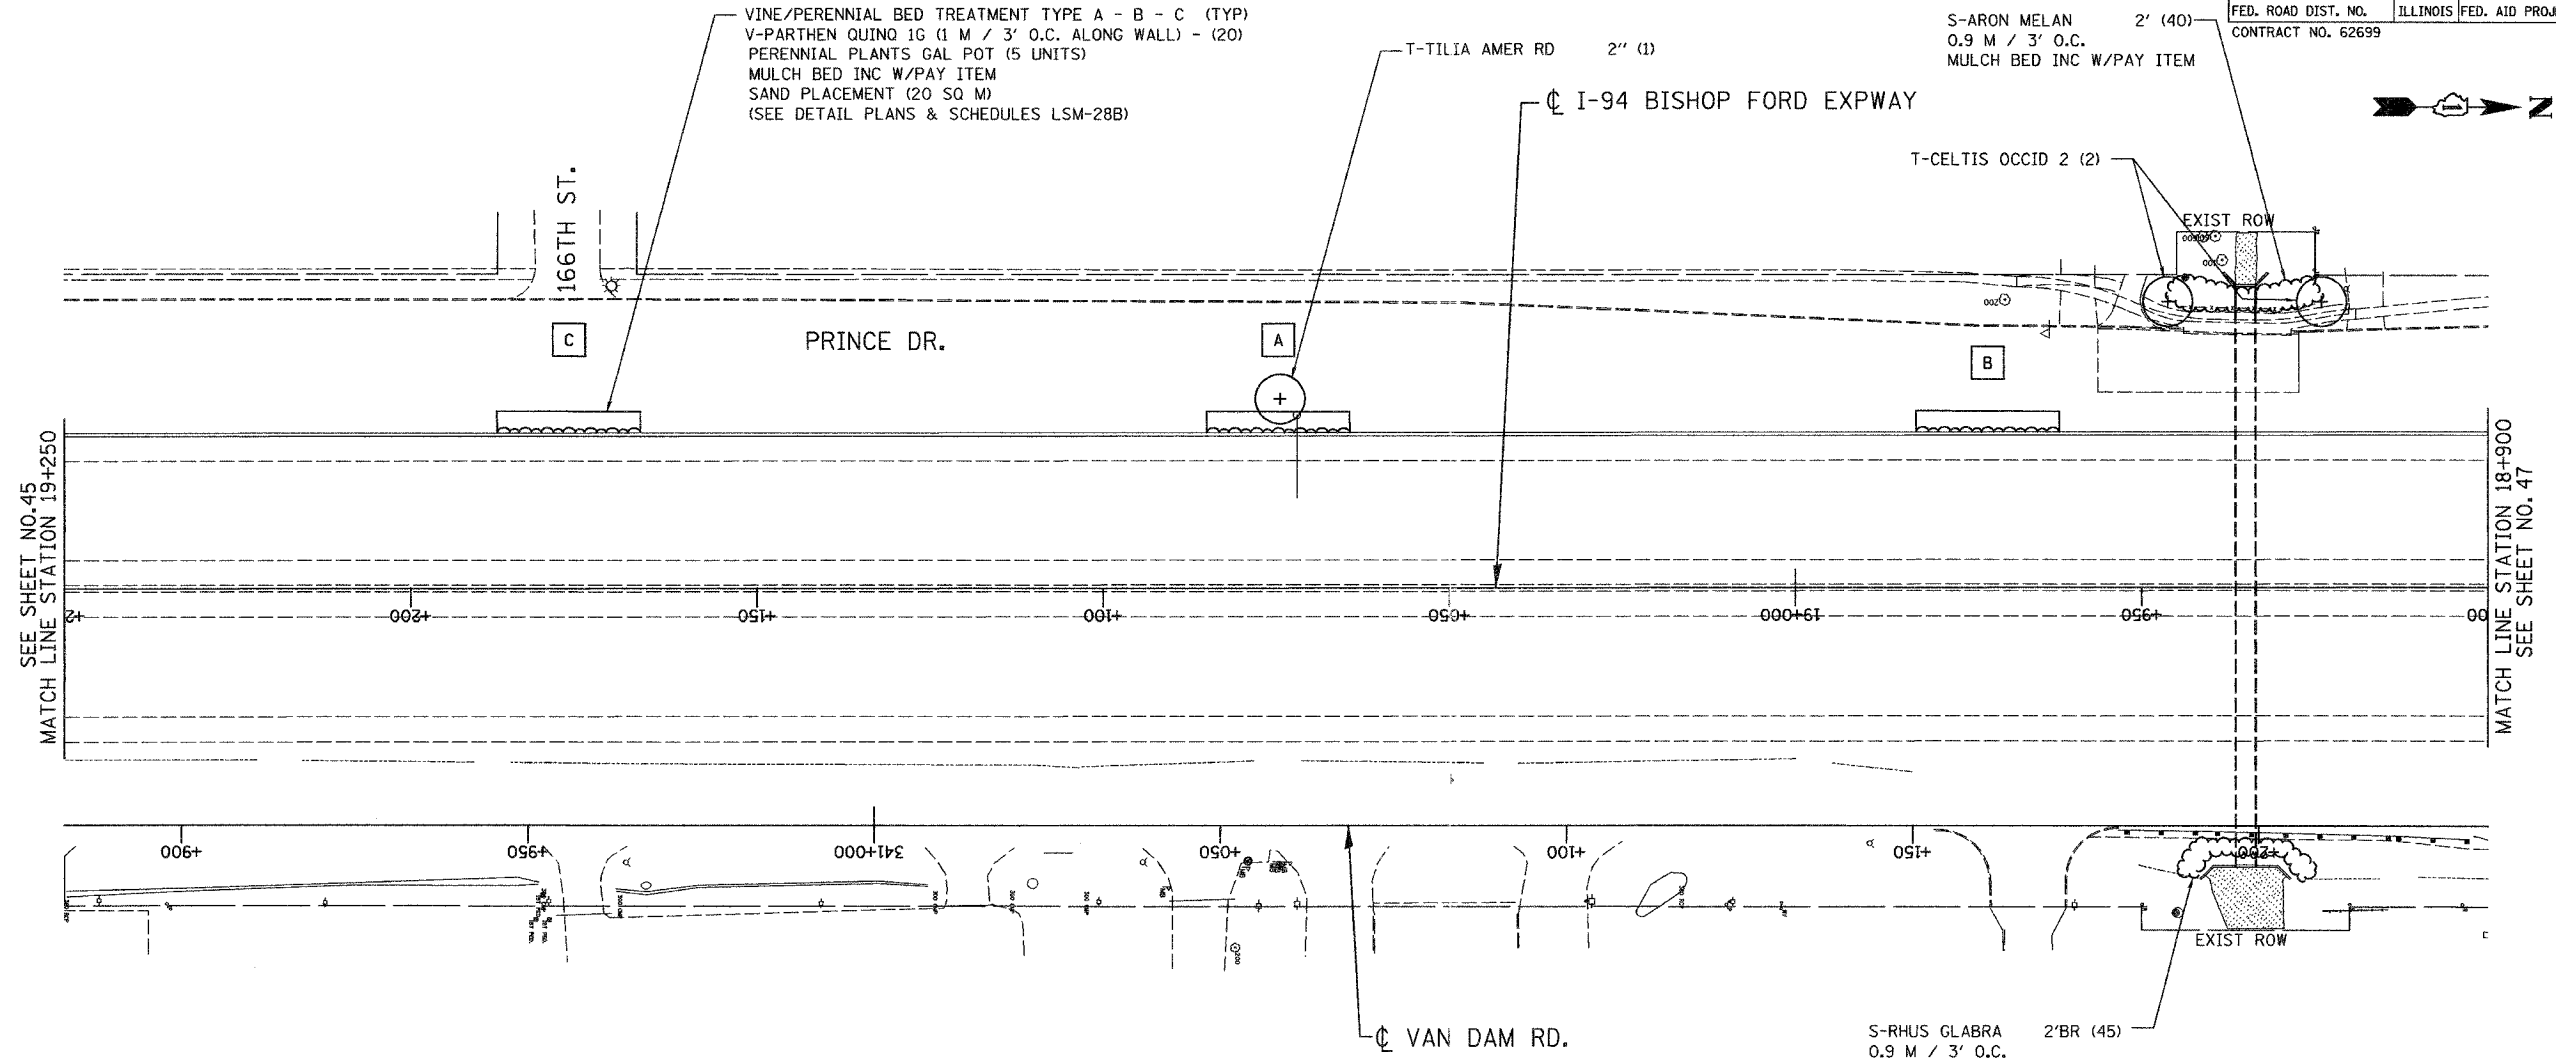 VINE/PERENNIAL BED TREATMENT TYPE A - B - C (TYP)
V-PARTHEN QUINQ 1G (1 M / 3' O.C. ALONG WALL) - (20)
PERENNIAL PLANTS GAL POT (5 UNITS)
MULCH BED INC W/PAY ITEM
SAND PLACEMENT (20 SQ M)
(SEE DETAIL PLANS & SCHEDULES LSM-28B)
T-TILIA AMER RD 2" (1)
℄ I-94 BISHOP FORD EXPWAY
S-ARON MELAN 2' (40)
0.9 M / 3' O.C.
MULCH BED INC W/PAY ITEM
FED. ROAD DIST. NO. ILLINOIS FED. AID PROJ
CONTRACT NO. 62699
N
T-CELTIS OCCID 2 (2)
EXIST ROW
166TH ST.
200
C
PRINCE DR.
A
B
SEE SHEET NO.45
MATCH LINE STATION 19+250
2+
+200
+150
+100
+050
19+000
+950
00
MATCH LINE STATION 18+900
SEE SHEET NO. 47
+900
+950
341+000
+050
+100
+150
+200
200
EXIST ROW
℄ VAN DAM RD.
S-RHUS GLABRA 2'BR (45)
0.9 M / 3' O.C.